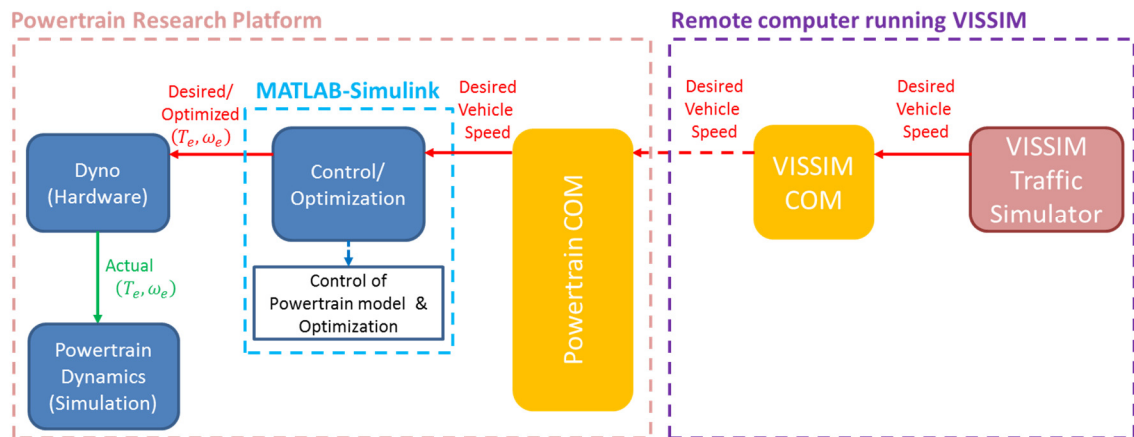 Powertrain Research Platform
Remote computer running VISSIM
MATLAB-Simulink
Desired/
Optimized
(Tₑ, ωₑ)
Desired
Vehicle
Speed
Desired
Vehicle
Speed
Desired
Vehicle
Speed
Dyno
(Hardware)
Control/
Optimization
Powertrain COM
VISSIM
COM
VISSIM
Traffic
Simulator
Actual
(Tₑ, ωₑ)
Control of
Powertrain model &
Optimization
Powertrain
Dynamics
(Simulation)